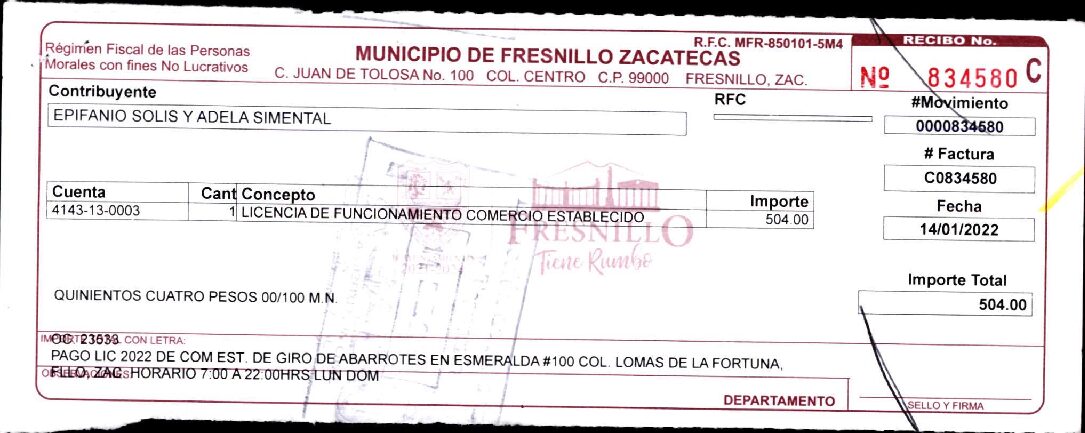 Régimen Fiscal de las Personas
Morales con fines No Lucrativos
R.F.C. MFR-850101-5M4
MUNICIPIO DE FRESNILLO ZACATECAS
C. JUAN DE TOLOSA No. 100 COL. CENTRO C.P. 99000 FRESNILLO, ZAC.
RECIBO No.
Nº 834580 C
Contribuyente
EPIFANIO SOLIS Y ADELA SIMENTAL
RFC
#Movimiento
0000834580
# Factura
C0834580
Cuenta Cant Concepto Importe
4143-13-0003 1 LICENCIA DE FUNCIONAMIENTO COMERCIO ESTABLECIDO 504.00
Fecha
14/01/2022
FRESNILLO
Tiene Rumbo
Importe Total
504.00
QUINIENTOS CUATRO PESOS 00/100 M.N.
CON LETRA:
PAGO LIC 2022 DE COM EST. DE GIRO DE ABARROTES EN ESMERALDA #100 COL. LOMAS DE LA FORTUNA,
FLLO, ZAC. HORARIO 7:00 A 22:00HRS LUN DOM
DEPARTAMENTO
SELLO Y FIRMA